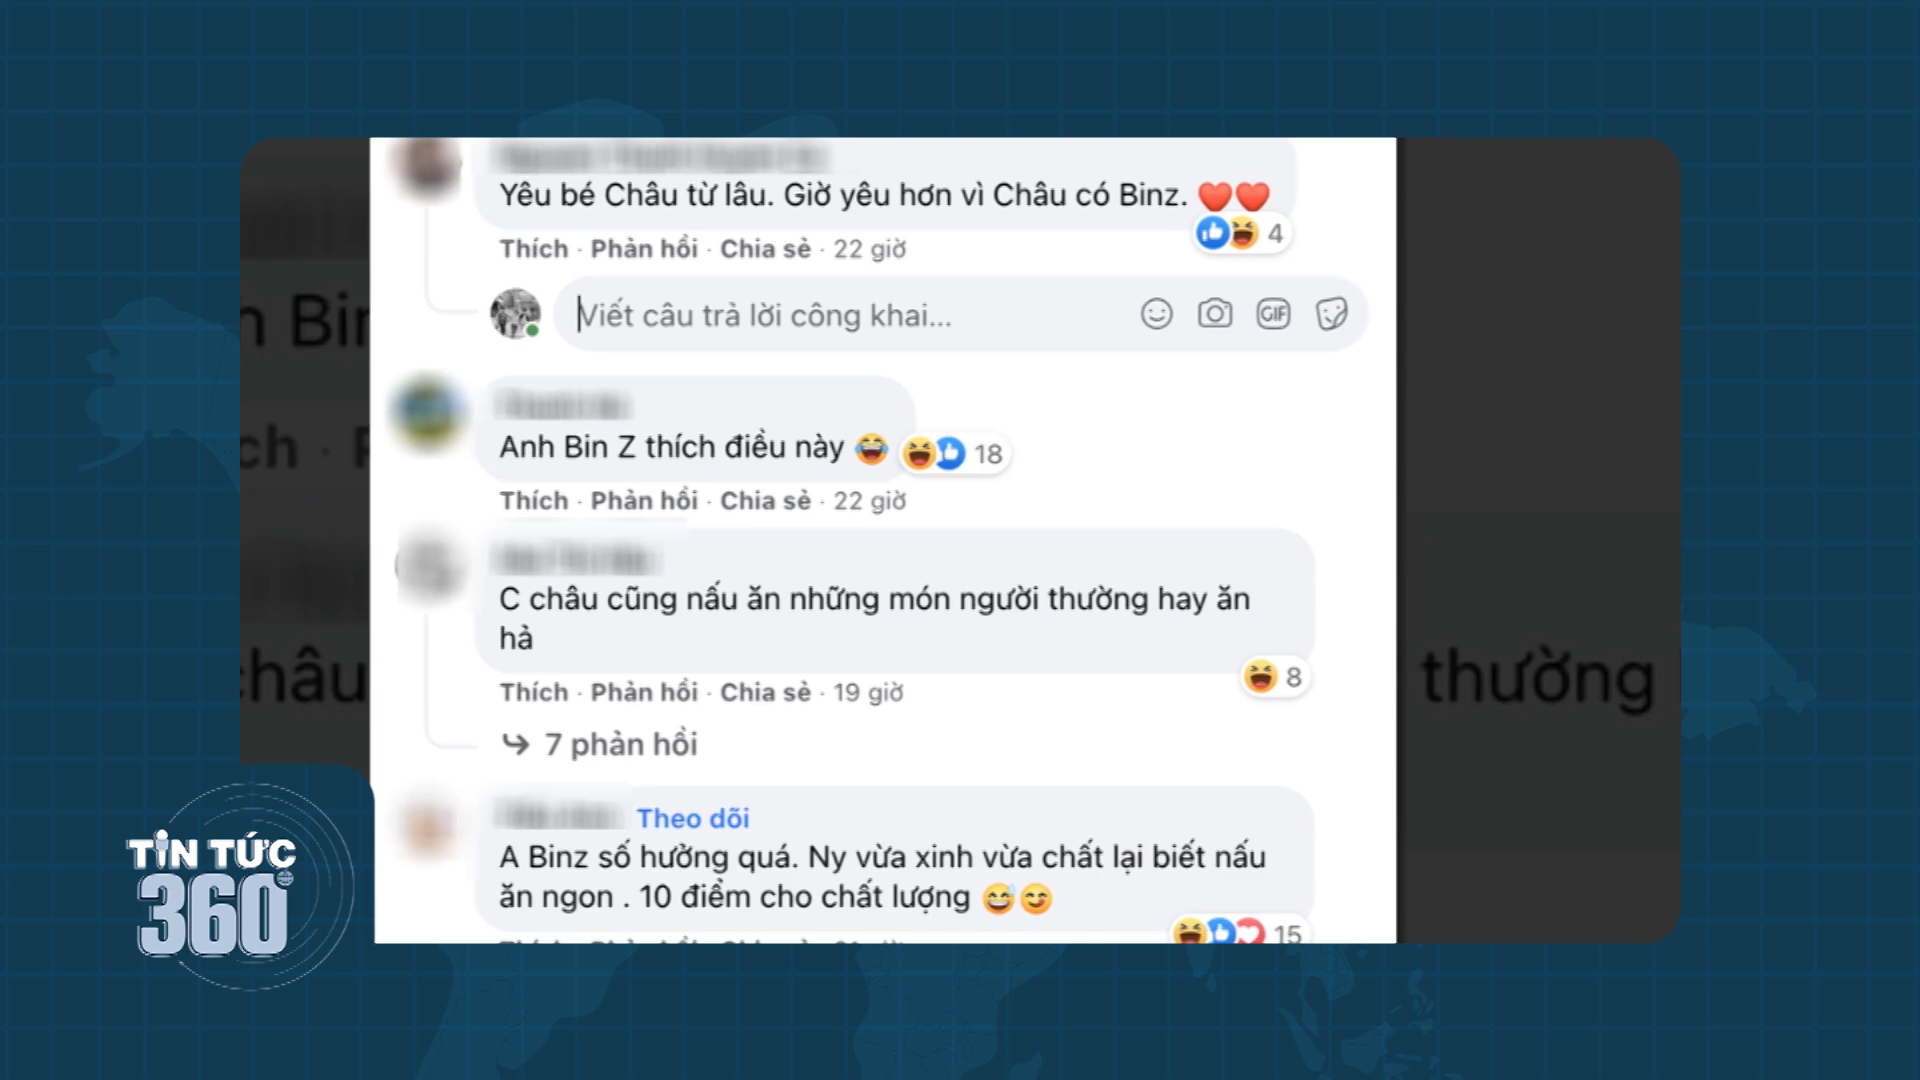 Yêu bé Châu từ lâu. Giờ yêu hơn vì Châu có Binz. ❤️❤️
4
Thích · Phản hồi · Chia sẻ · 22 giờ
Viết câu trả lời công khai...
GIF
Anh Bin Z thích điều này 😂
18
Thích · Phản hồi · Chia sẻ · 22 giờ
C châu cũng nấu ăn những món người thường hay ăn
hả
8
Thích · Phản hồi · Chia sẻ · 19 giờ
7 phản hồi
Theo dõi
A Binz số hưởng quá. Ny vừa xinh vừa chất lại biết nấu
ăn ngon . 10 điểm cho chất lượng 😅😋
15
thường
châu
TIN TỨC
360°